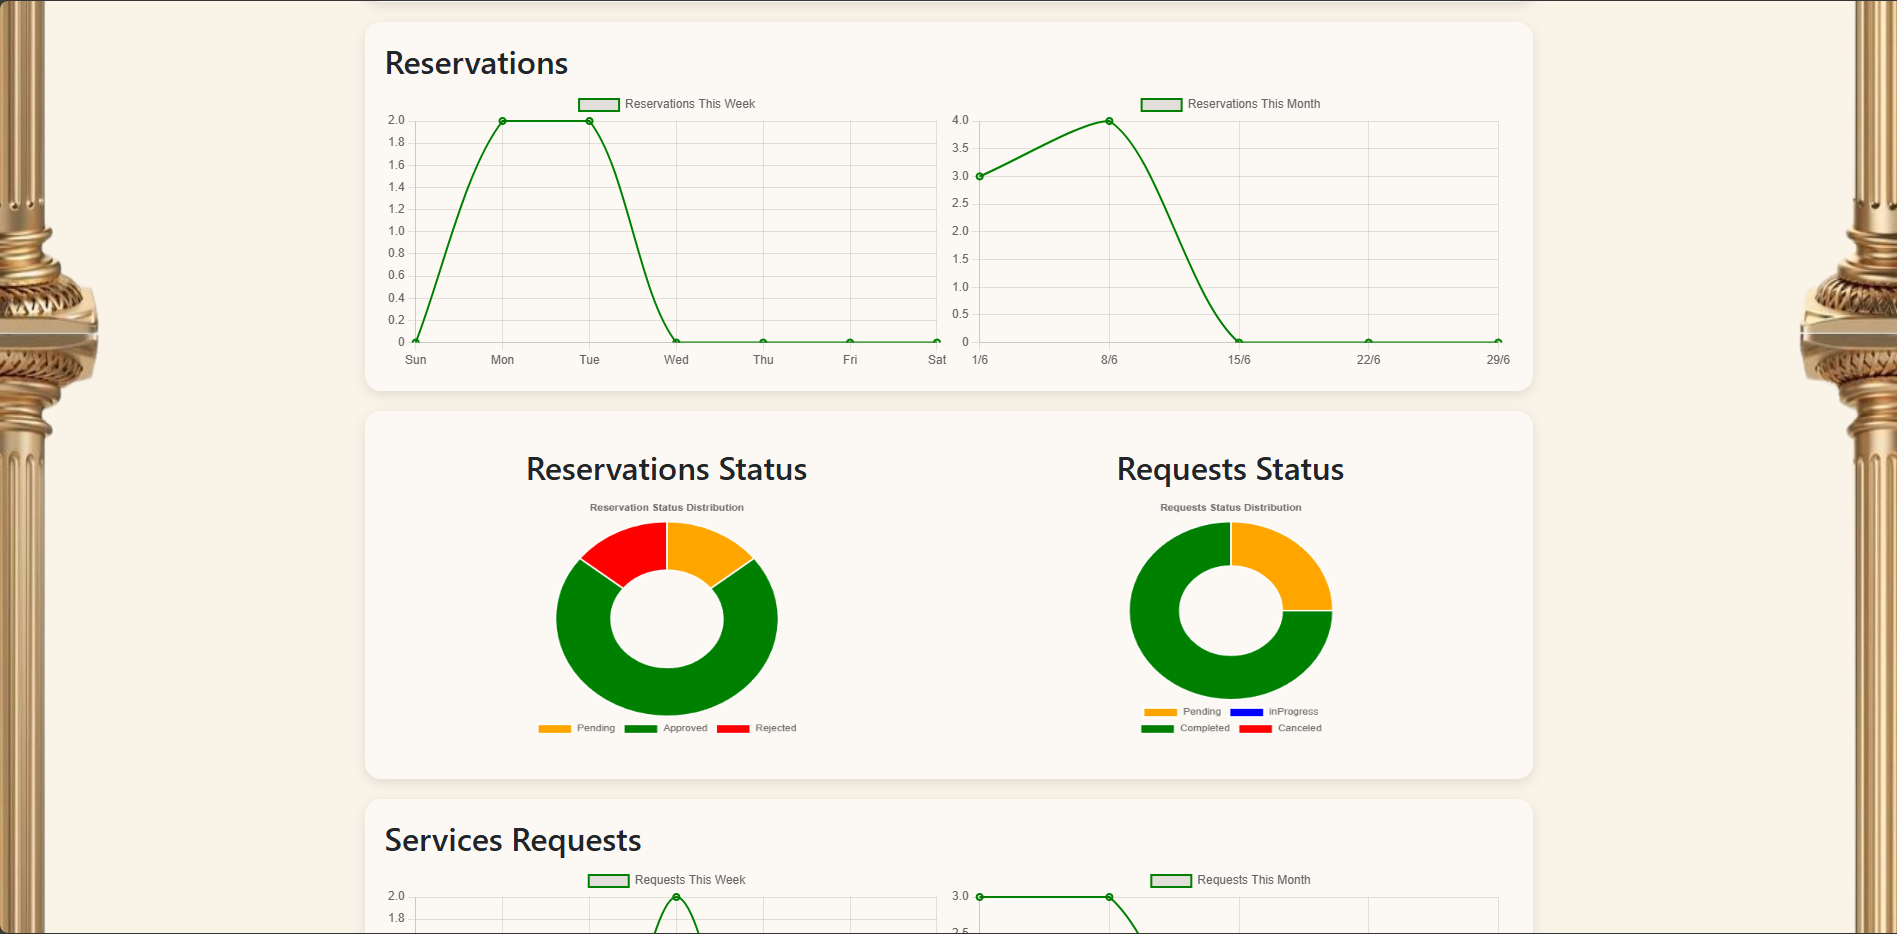 Reservations
Reservations This Week
2.0
1.8
1.6
1.4
1.2
1.0
0.8
0.6
0.4
0.2
0
Sun Mon Tue Wed Thu Fri Sat
Reservations This Month
4.0
3.5
3.0
2.5
2.0
1.5
1.0
0.5
0
1/6 8/6 15/6 22/6 29/6
Reservations Status
Reservation Status Distribution
Pending Approved Rejected
Requests Status
Requests Status Distribution
Pending inProgress
Completed Canceled
Services Requests
Requests This Week
2.0
1.8
Requests This Month
3.0
2.5